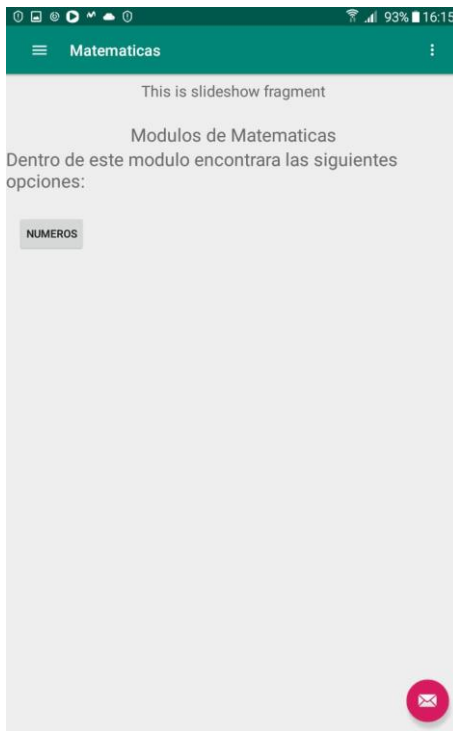 93% 16:15
Matematicas
This is slideshow fragment
Modulos de Matematicas
Dentro de este modulo encontrara las siguientes
opciones:
NUMEROS